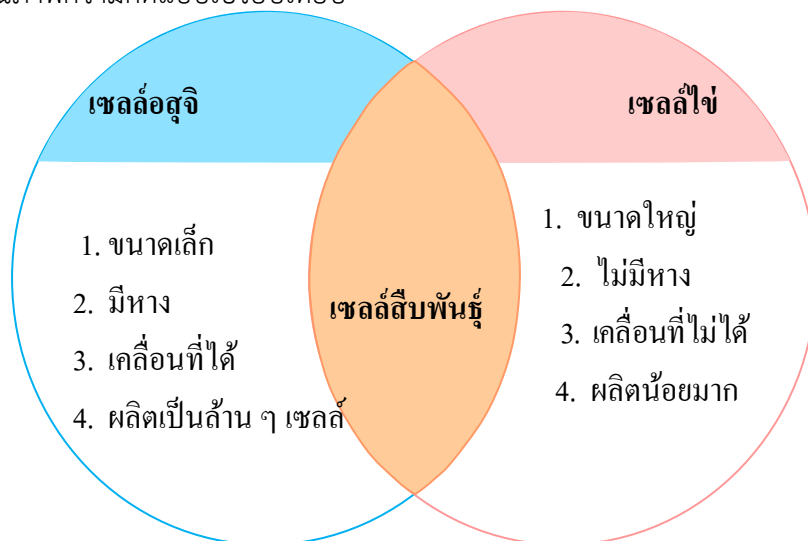 เซลล์อสุจิ
1. ขนาดเล็ก
2. มีหาง
3. เคลื่อนที่ได้
4. ผลิตเป็นล้าน ๆ เซลล์
เซลล์สืบพันธุ์
เซลล์ไข่
1. ขนาดใหญ่
2. ไม่มีหาง
3. เคลื่อนที่ไม่ได้
4. ผลิตน้อยมาก